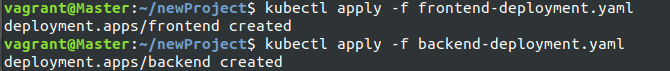 vagrant@Master:~/newProject$ kubectl apply -f frontend-deployment.yaml
deployment.apps/frontend created
vagrant@Master:~/newProject$ kubectl apply -f backend-deployment.yaml
deployment.apps/backend created